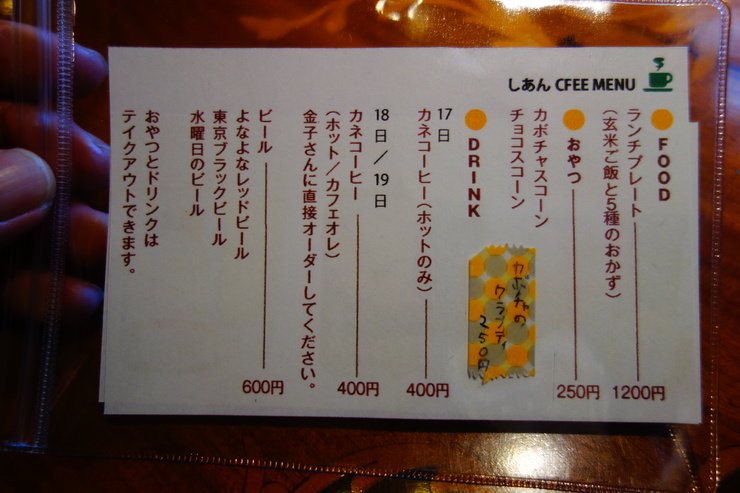 しあん CFEE MENU
FOOD
ランチプレート 1200円
(玄米ご飯と5種のおかず)
おやつ 250円
カボチャスコーン
チョコスコーン
カボチャの
クランブティ
250円
DRINK
17日
カネコーヒー(ホットのみ) 400円
18日/19日
カネコーヒー 400円
(ホット/カフェオレ)
金子さんに直接オーダーしてください。
ビール 600円
よなよなレッドビール
東京ブラックビール
水曜日のビール
おやつとドリンクは
テイクアウトできます。